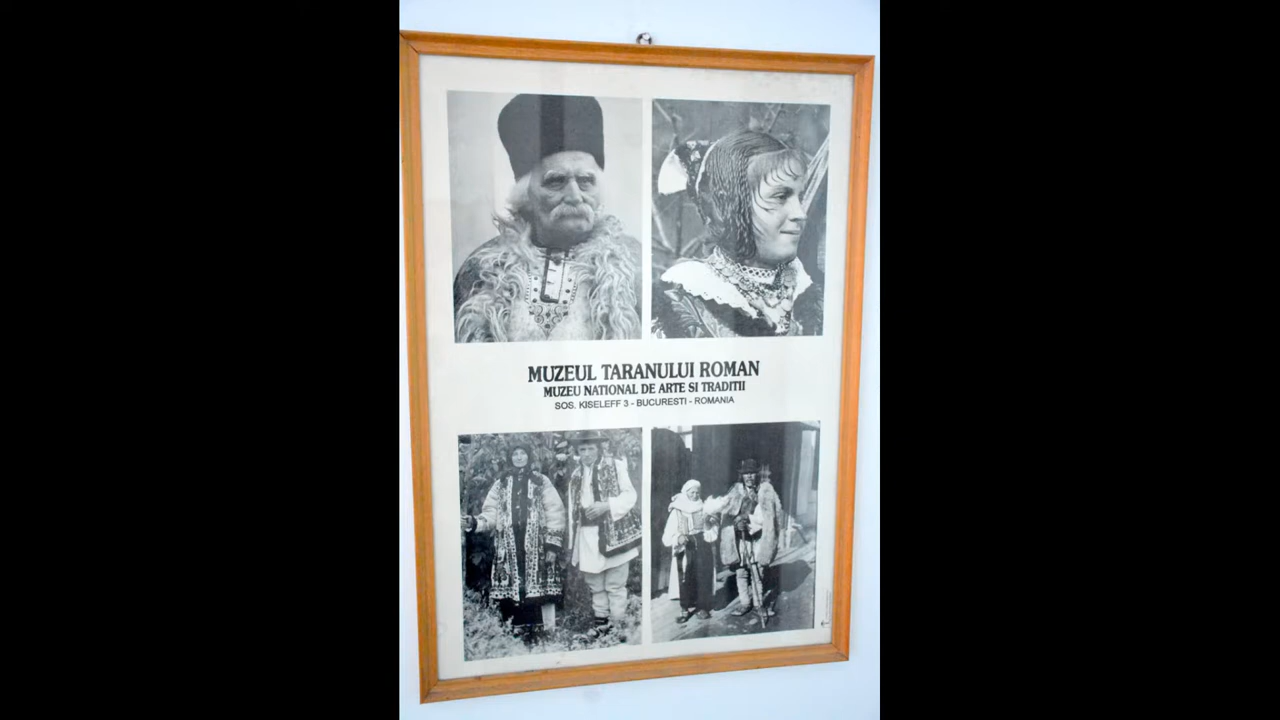 MUZEUL TARANULUI ROMAN
MUZEU NATIONAL DE ARTE SI TRADITII
SOS. KISELEFF 3 - BUCURESTI - ROMANIA